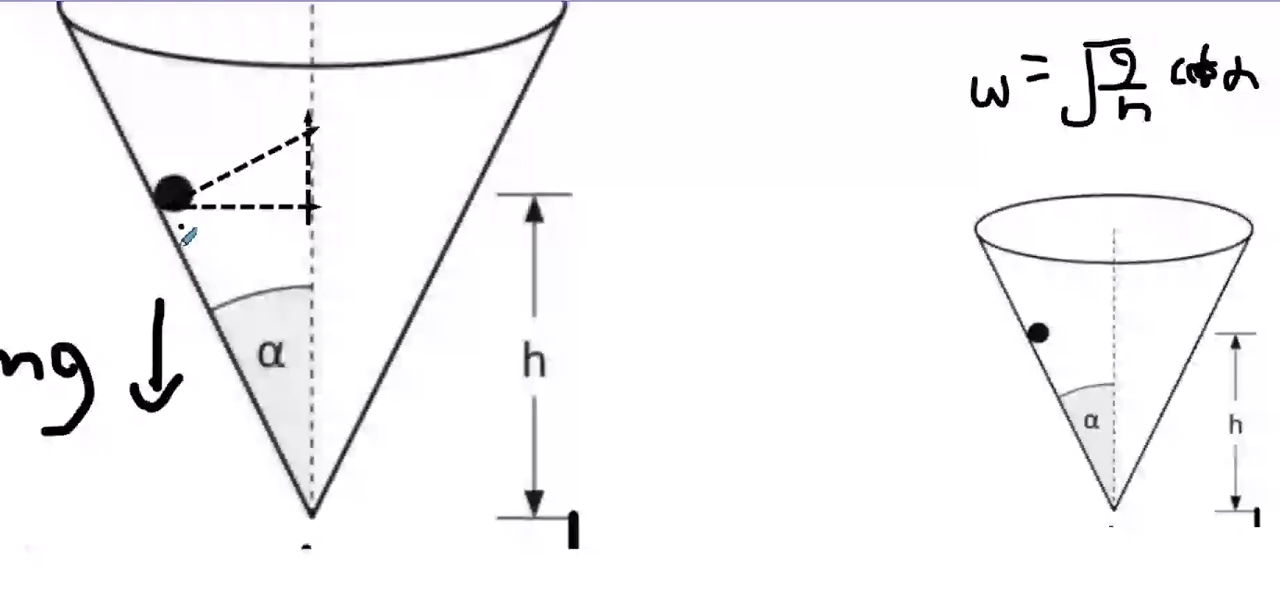 mg ↓
α
h
ω = √g/h cot α
α
h